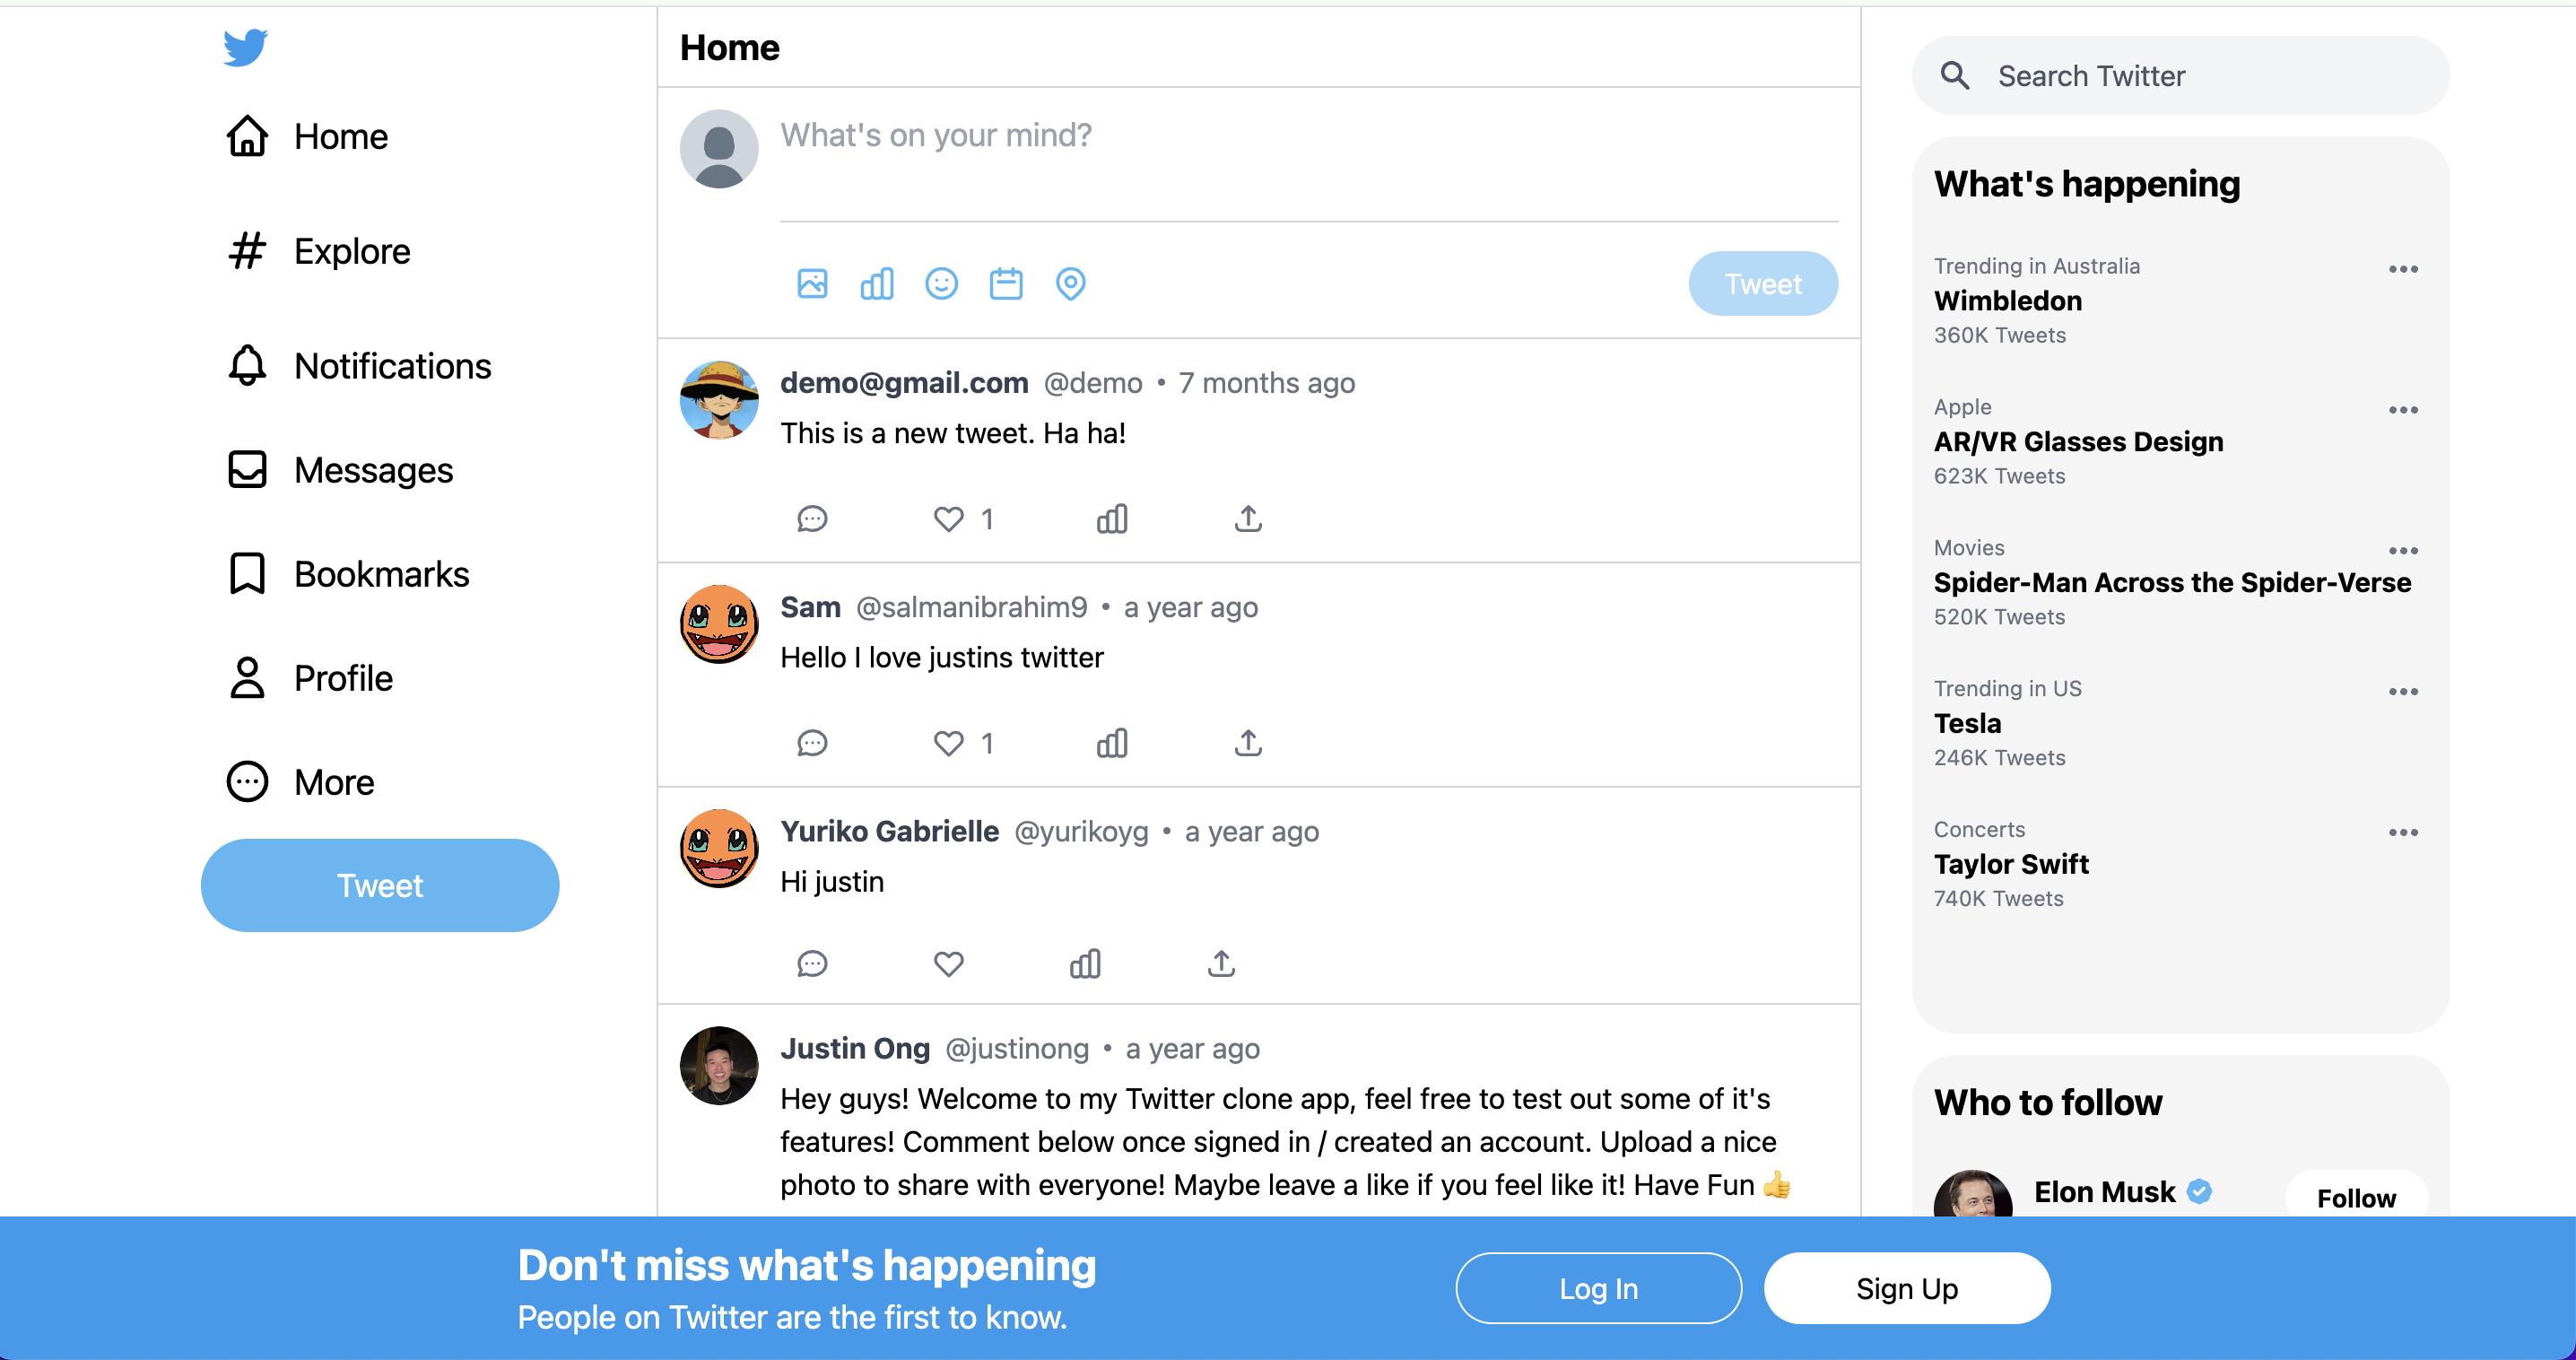 Home
Explore
Notifications
Messages
Bookmarks
Profile
More
Tweet
Home
What's on your mind?
Tweet
demo@gmail.com @demo • 7 months ago
This is a new tweet. Ha ha!
1
Sam @salmanibrahim9 • a year ago
Hello I love justins twitter
1
Yuriko Gabrielle @yurikoyg • a year ago
Hi justin
Justin Ong @justinong • a year ago
Hey guys! Welcome to my Twitter clone app, feel free to test out some of it's
features! Comment below once signed in / created an account. Upload a nice
photo to share with everyone! Maybe leave a like if you feel like it! Have Fun 👍
Search Twitter
What's happening
Trending in Australia
Wimbledon
360K Tweets
Apple
AR/VR Glasses Design
623K Tweets
Movies
Spider-Man Across the Spider-Verse
520K Tweets
Trending in US
Tesla
246K Tweets
Concerts
Taylor Swift
740K Tweets
Who to follow
Elon Musk
Follow
Don't miss what's happening
People on Twitter are the first to know.
Log In
Sign Up